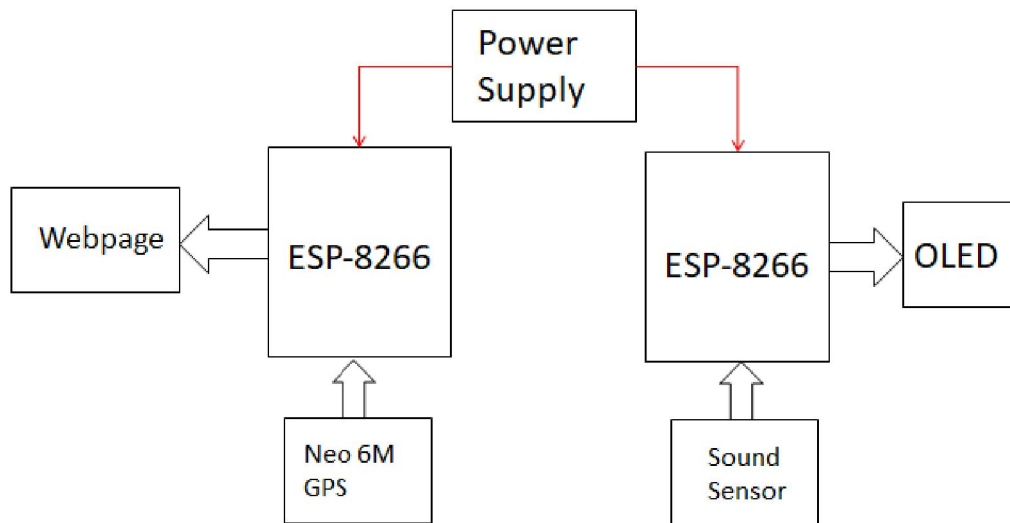 Power
Supply
Webpage
ESP-8266
ESP-8266
OLED
Neo 6M
GPS
Sound
Sensor